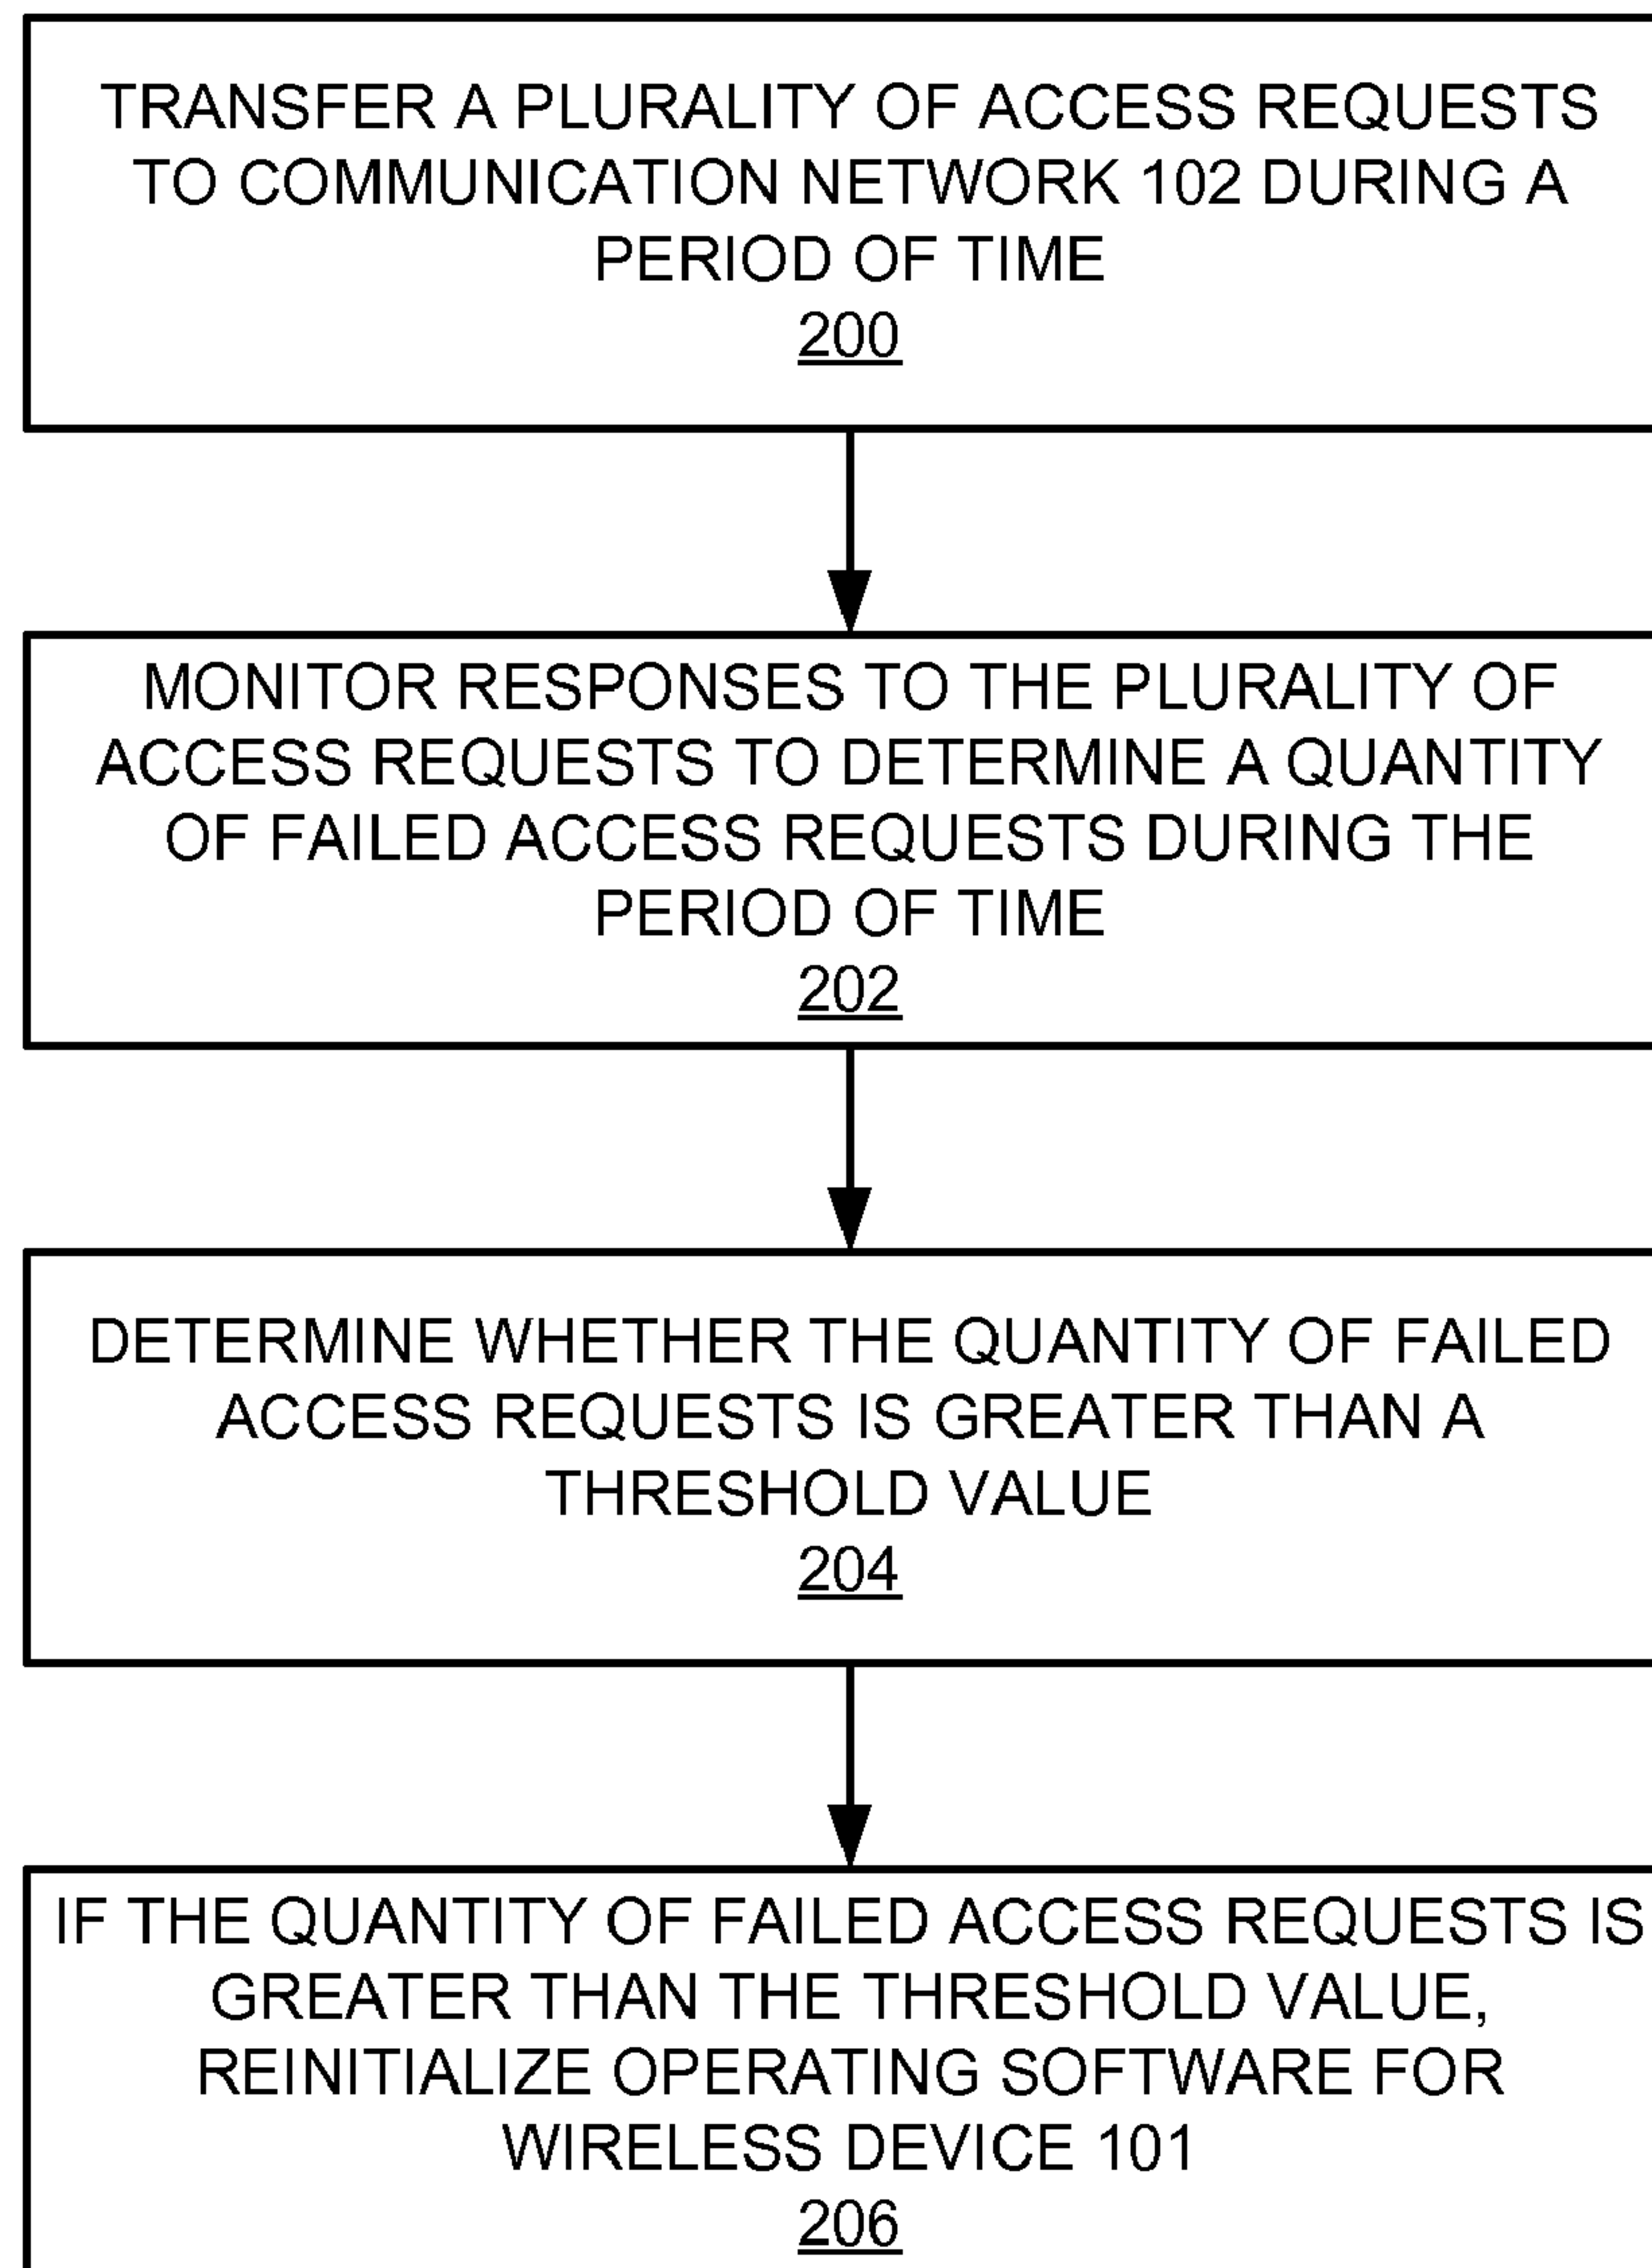 TRANSFER A PLURALITY OF ACCESS REQUESTS
TO COMMUNICATION NETWORK 102 DURING A
PERIOD OF TIME
200
MONITOR RESPONSES TO THE PLURALITY OF
ACCESS REQUESTS TO DETERMINE A QUANTITY
OF FAILED ACCESS REQUESTS DURING THE
PERIOD OF TIME
202
DETERMINE WHETHER THE QUANTITY OF FAILED
ACCESS REQUESTS IS GREATER THAN A
THRESHOLD VALUE
204
IF THE QUANTITY OF FAILED ACCESS REQUESTS IS
GREATER THAN THE THRESHOLD VALUE,
REINITIALIZE OPERATING SOFTWARE FOR
WIRELESS DEVICE 101
206